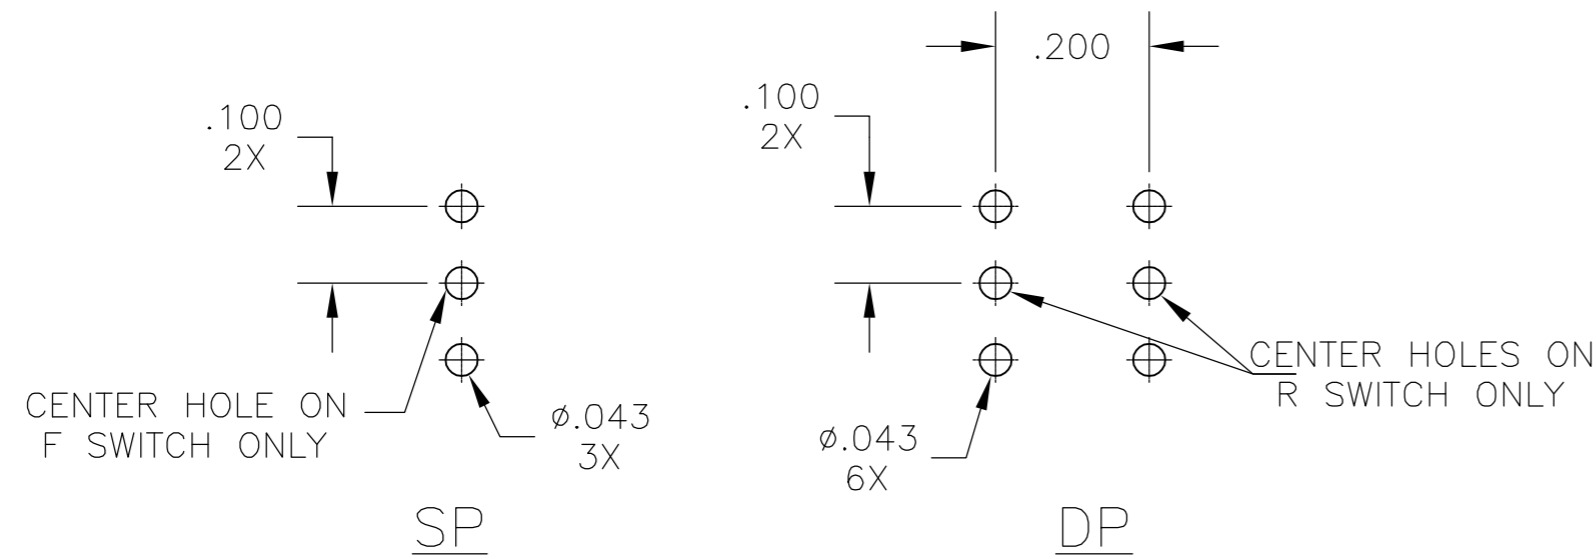 .100
2X
CENTER HOLE ON
F SWITCH ONLY
ø.043
3X
SP
.200
.100
2X
CENTER HOLES ON
R SWITCH ONLY
ø.043
6X
DP